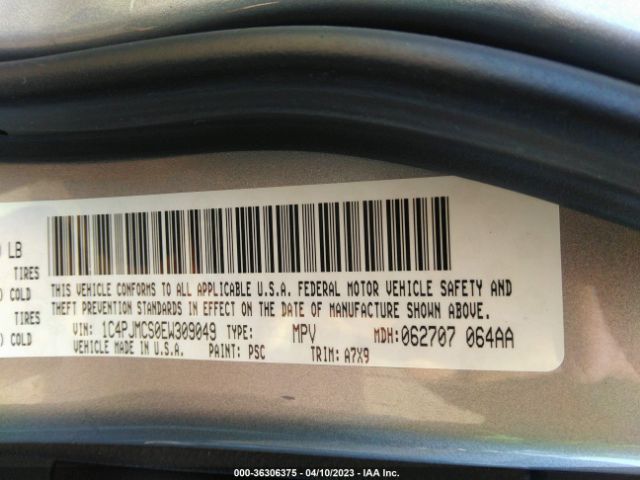 LB
TIRES
COLD
TIRES
COLD
THIS VEHICLE CONFORMS TO ALL APPLICABLE U.S.A. FEDERAL MOTOR VEHICLE SAFETY AND
THEFT PREVENTION STANDARDS IN EFFECT ON THE DATE OF MANUFACTURE SHOWN ABOVE.
VIN: 1C4PJMCS0EW309049 TYPE: MPV MDH: 062707 064AA
VEHICLE MADE IN U.S.A. PAINT: PSC TRIM: A7X9
000-36306375 - 04/10/2023 - IAA Inc.